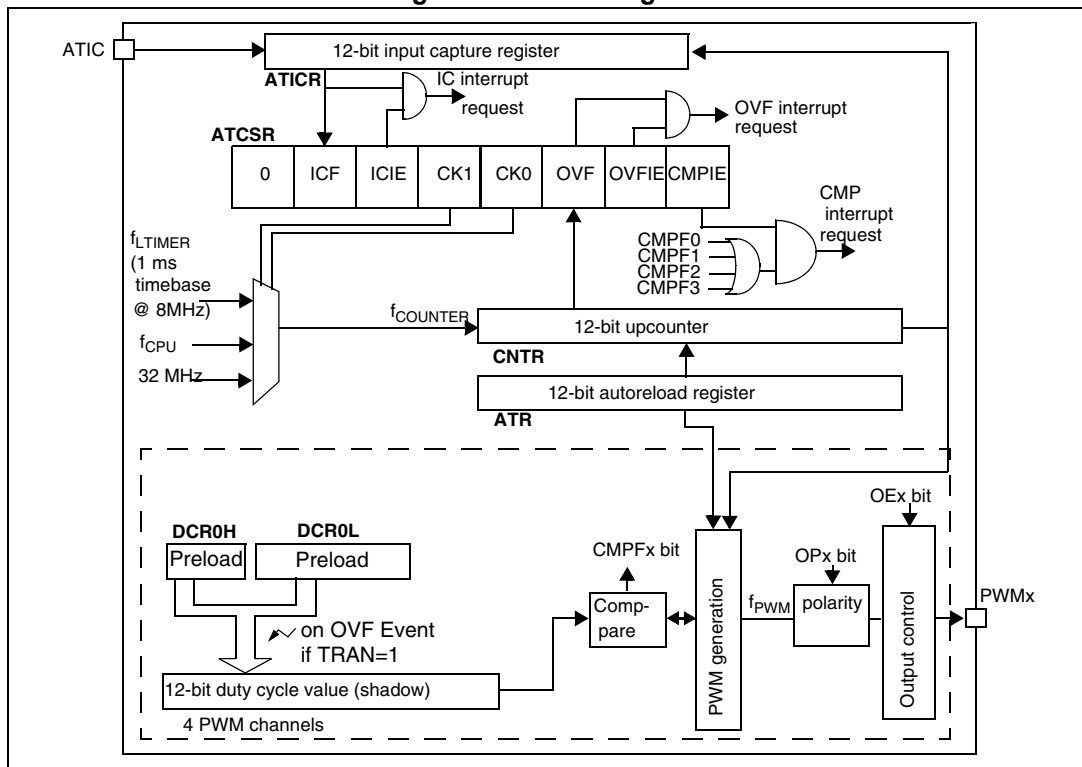 ATIC
12-bit input capture register
ATICR
IC interrupt
request
OVF interrupt
request
ATCSR
0 ICF ICIE CK1 CK0 OVF OVFIE CMPIE
CMP
interrupt
request
fLTIMER
(1 ms
timebase
@ 8MHz)
CMPF0
CMPF1
CMPF2
CMPF3
fCOUNTER
12-bit upcounter
fCPU
CNTR
32 MHz
12-bit autoreload register
ATR
OEx bit
DCR0H DCR0L
Preload Preload
CMPFx bit
OPx bit
Comp-
pare
PWM generation
fPWM
polarity
Output control
PWMx
on OVF Event
if TRAN=1
12-bit duty cycle value (shadow)
4 PWM channels